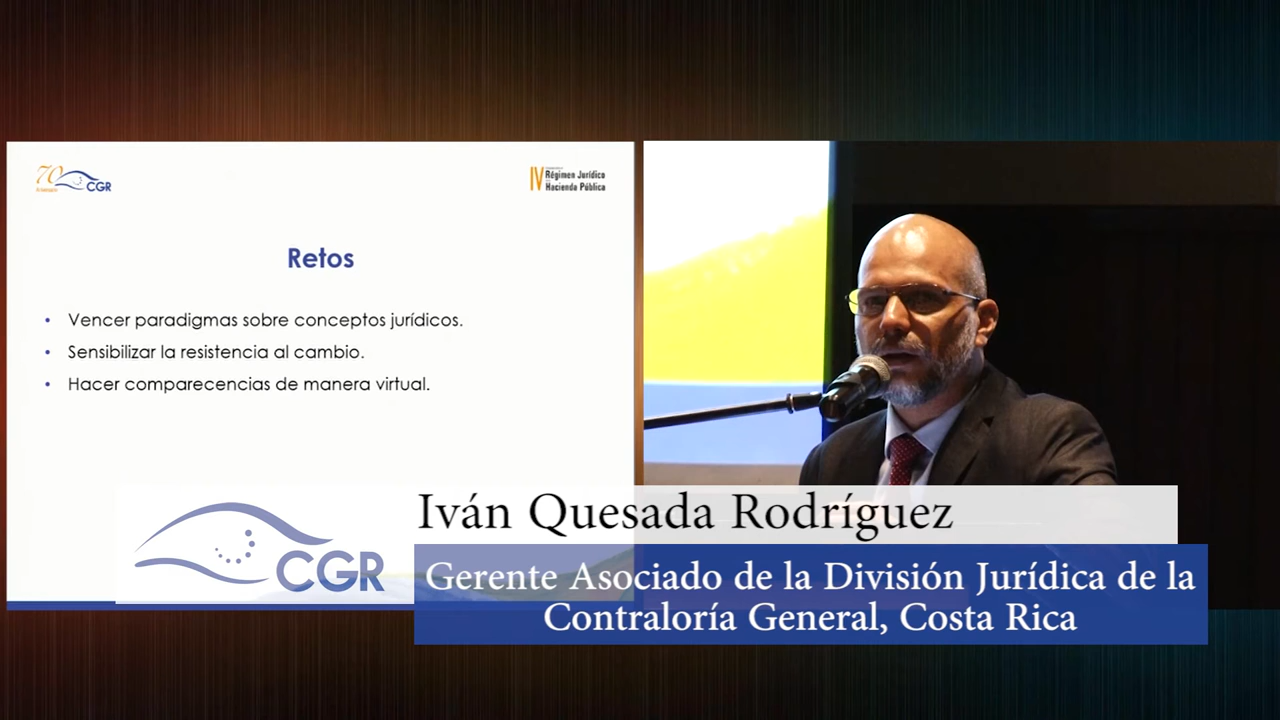 70
Aniversario
CGR
IV
Régimen Jurídico
Hacienda Pública
Retos
• Vencer paradigmas sobre conceptos jurídicos.
• Sensibilizar la resistencia al cambio.
• Hacer comparecencias de manera virtual.
CGR
Iván Quesada Rodríguez
Gerente Asociado de la División Jurídica de la
Contraloría General, Costa Rica